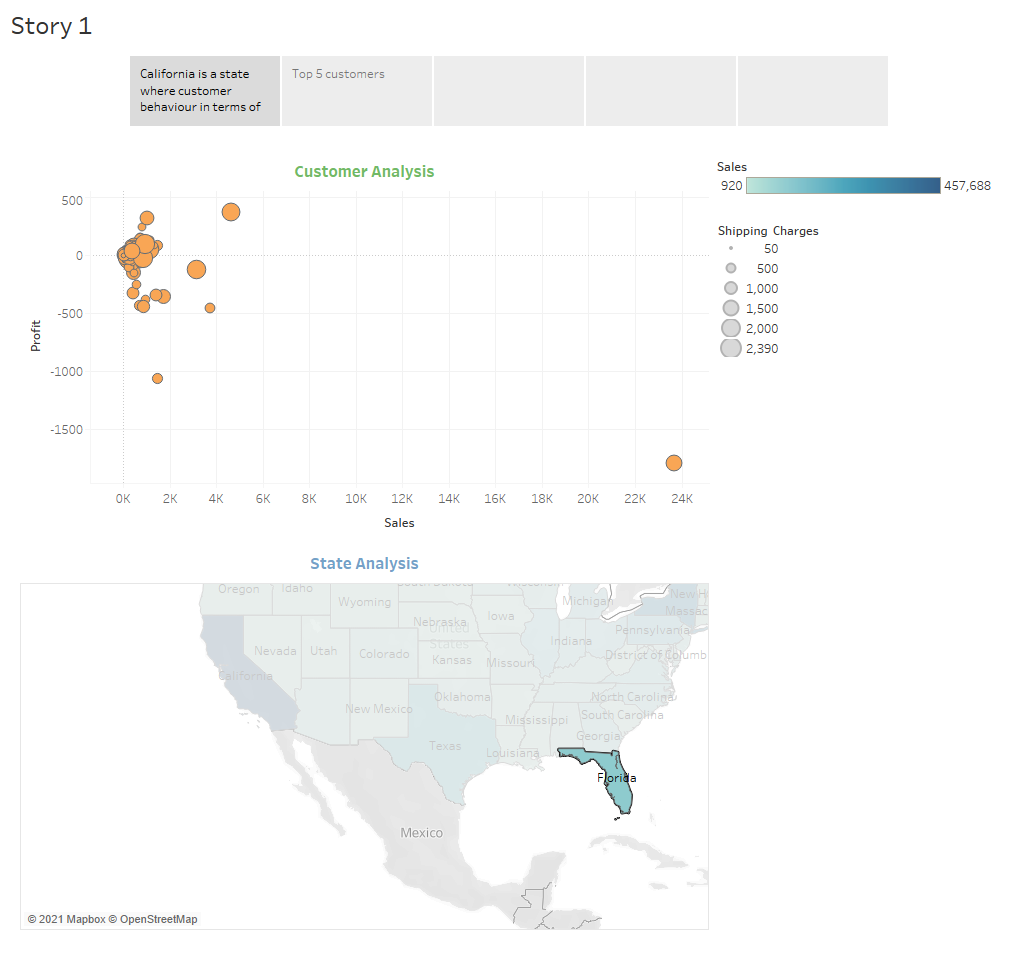 Story 1
California is a state
where customer
behaviour in terms of
Top 5 customers
Customer Analysis
Sales
920
457,688
Shipping Charges
50
500
1,000
1,500
2,000
2,390
500
0
-500
-1000
-1500
Profit
0K 2K 4K 6K 8K 10K 12K 14K 16K 18K 20K 22K 24K
Sales
State Analysis
Oregon
Idaho
Wyoming
Nebraska
Iowa
Michigan
New H
Massac
Pennsylvania
United
States
Nevada
Utah
Colorado
Kansas
Missouri
Indiana
District of Columb
California
New Mexico
Oklahoma
Mississippi
North Carolina
South Carolina
Georgia
Texas
Louisiana
Florida
Mexico
© 2021 Mapbox © OpenStreetMap